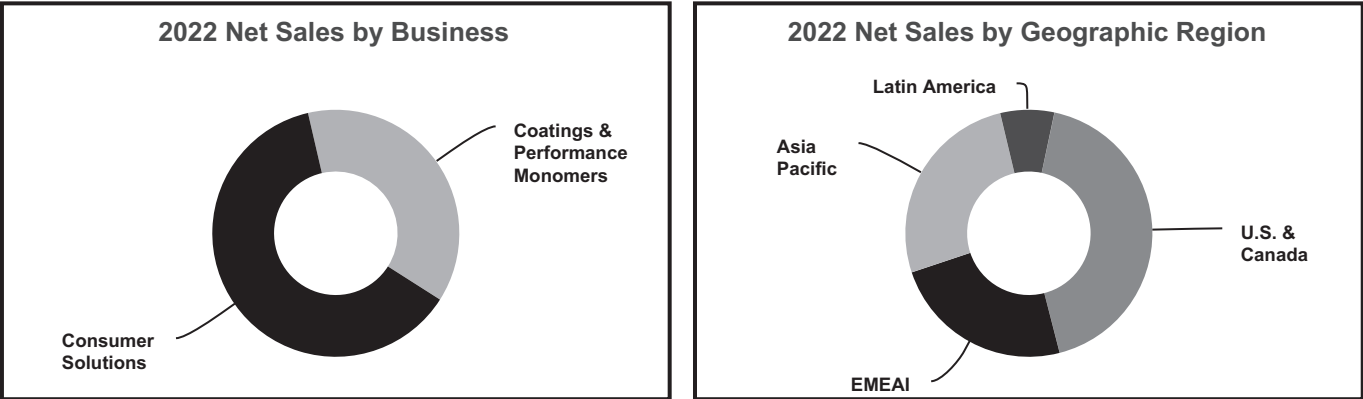 2022 Net Sales by Business
Coatings &
Performance
Monomers
Consumer
Solutions
2022 Net Sales by Geographic Region
Latin America
Asia
Pacific
U.S. &
Canada
EMEAI